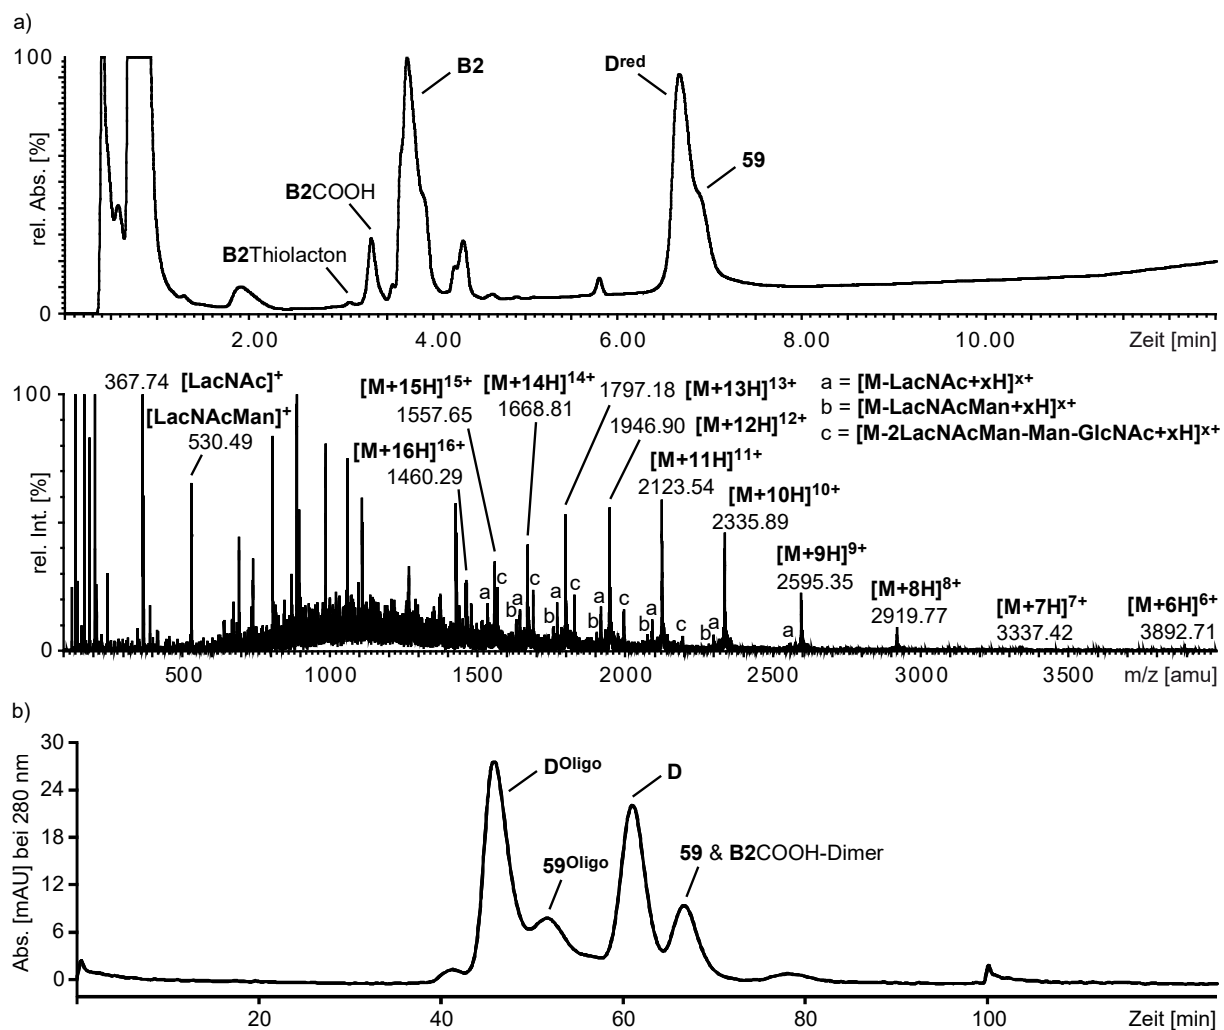 a)
100
B2
Dred
59
B2COOH
B2Thiolacton
rel. Abs. [%]
0
2.00 4.00 6.00 8.00 10.00 Zeit [min]
100
367.74 [LacNAc]+
[LacNAcMan]+
530.49
[M+16H]16+
1460.29
[M+15H]15+
1557.65
[M+14H]14+
1668.81
1797.18 [M+13H]13+
1946.90 [M+12H]12+
[M+11H]11+
2123.54
[M+10H]10+
2335.89
[M+9H]9+
2595.35
[M+8H]8+
2919.77
[M+7H]7+
3337.42
[M+6H]6+
3892.71
a = [M-LacNAc+xH]x+
b = [M-LacNAcMan+xH]x+
c = [M-2LacNAcMan-Man-GlcNAc+xH]x+
a c b a c b a c b a c b a c b a a
rel. Int. [%]
0
500 1000 1500 2000 2500 3000 3500 m/z [amu]
b)
30
24
18
12
6
0
Abs. [mAU] bei 280 nm
DOligo
59Oligo
D
59 & B2COOH-Dimer
20 40 60 80 100 Zeit [min]